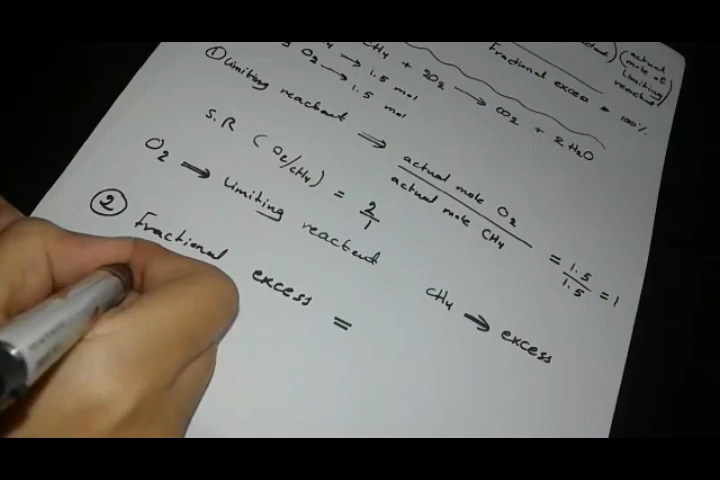 CH4 + 2O2 → CO2 + 2H2O
Fractional excess
100%
(actual
mole of
limiting
reactant)
→ 1.5 mol
O2 → 1.5 mol
① Limiting reactant ⇒ actual mole O2 / actual mole CH4 = 1.5/1.5 = 1
S.R (O2/CH4) = 2/1
O2 → Limiting reactant
CH4 → excess
② Fractional excess =